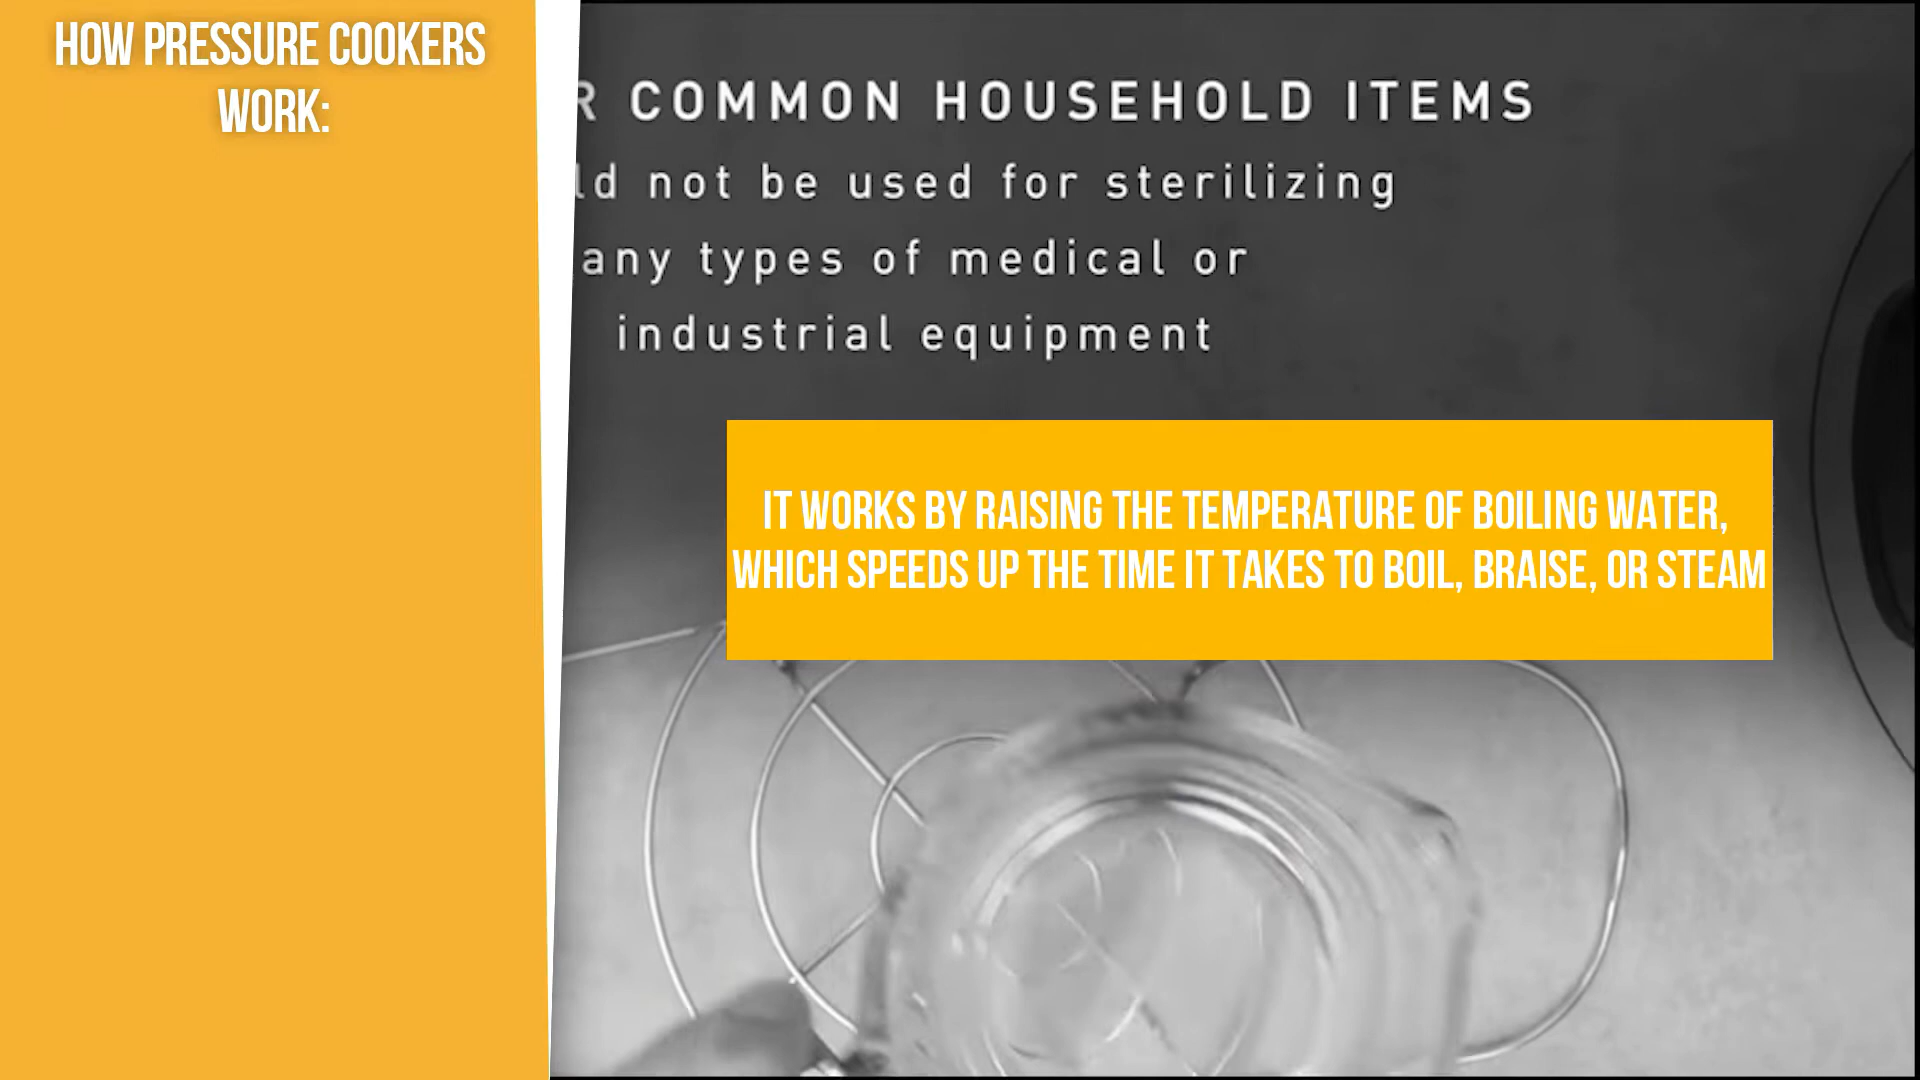 HOW PRESSURE COOKERS
WORK:
COMMON HOUSEHOLD ITEMS
not be used for sterilizing
any types of medical or
industrial equipment
IT WORKS BY RAISING THE TEMPERATURE OF BOILING WATER,
WHICH SPEEDS UP THE TIME IT TAKES TO BOIL, BRAISE, OR STEAM